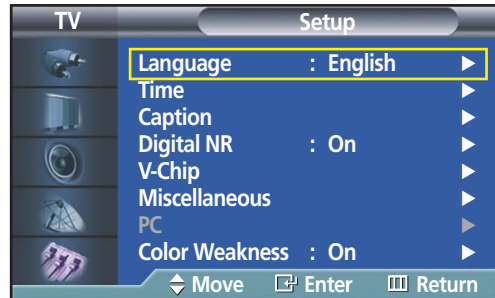 TV Setup
Language : English
Time
Caption
Digital NR : On
V-Chip
Miscellaneous
PC
Color Weakness : On
Move Enter Return